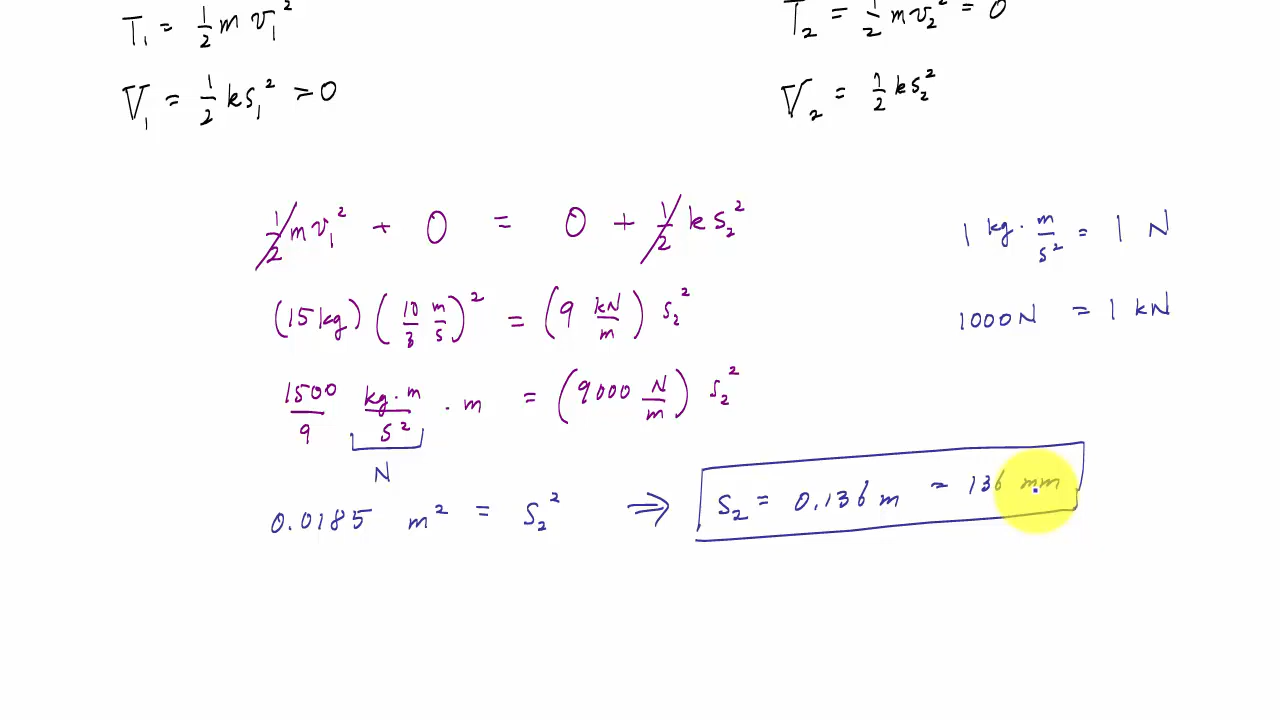 T₁ = ½ m v₁²
T₂ = ½ m v₂² = 0
V₁ = ½ k s₁² = 0
V₂ = ½ k s₂²
½ m v₁² + 0 = 0 + ½ k s₂²
1 kg · m/s² = 1 N
(15 kg) (10/3 m/s)² = (9 kN/m) s₂²
1000 N = 1 kN
1500/9 kg·m/s² · m = (9000 N/m) s₂²
N
0.0185 m² = s₂² ⇒ s₂ = 0.136 m = 136 mm